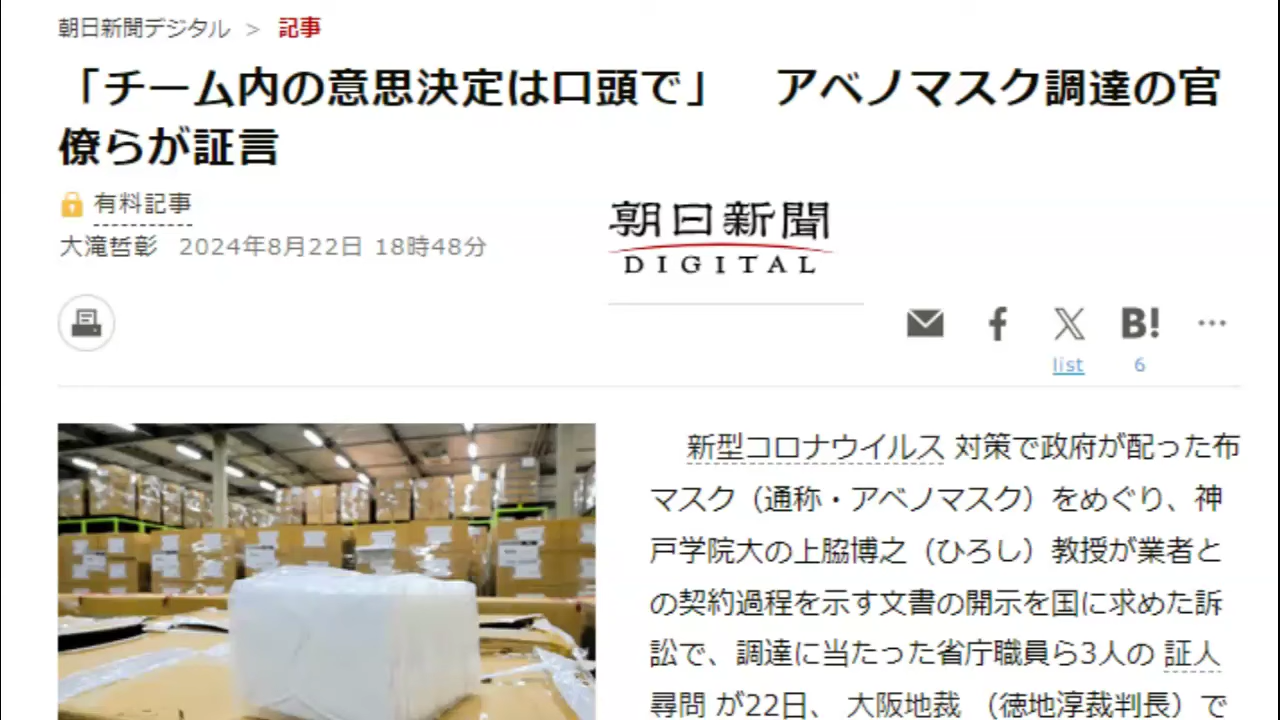 朝日新聞デジタル > 記事
「チーム内の意思決定は口頭で」 アベノマスク調達の官
僚らが証言
有料記事
大滝哲彰 2024年8月22日 18時48分
朝日新聞
DIGITAL
B!
list
6
新型コロナウイルス 対策で政府が配った布
マスク（通称・アベノマスク）をめぐり、神
戸学院大の上脇博之（ひろし）教授が業者と
の契約過程を示す文書の開示を国に求めた訴
訟で、調達に当たった省庁職員ら3人の 証人
尋問 が22日、 大阪地裁 （徳地淳裁判長）で